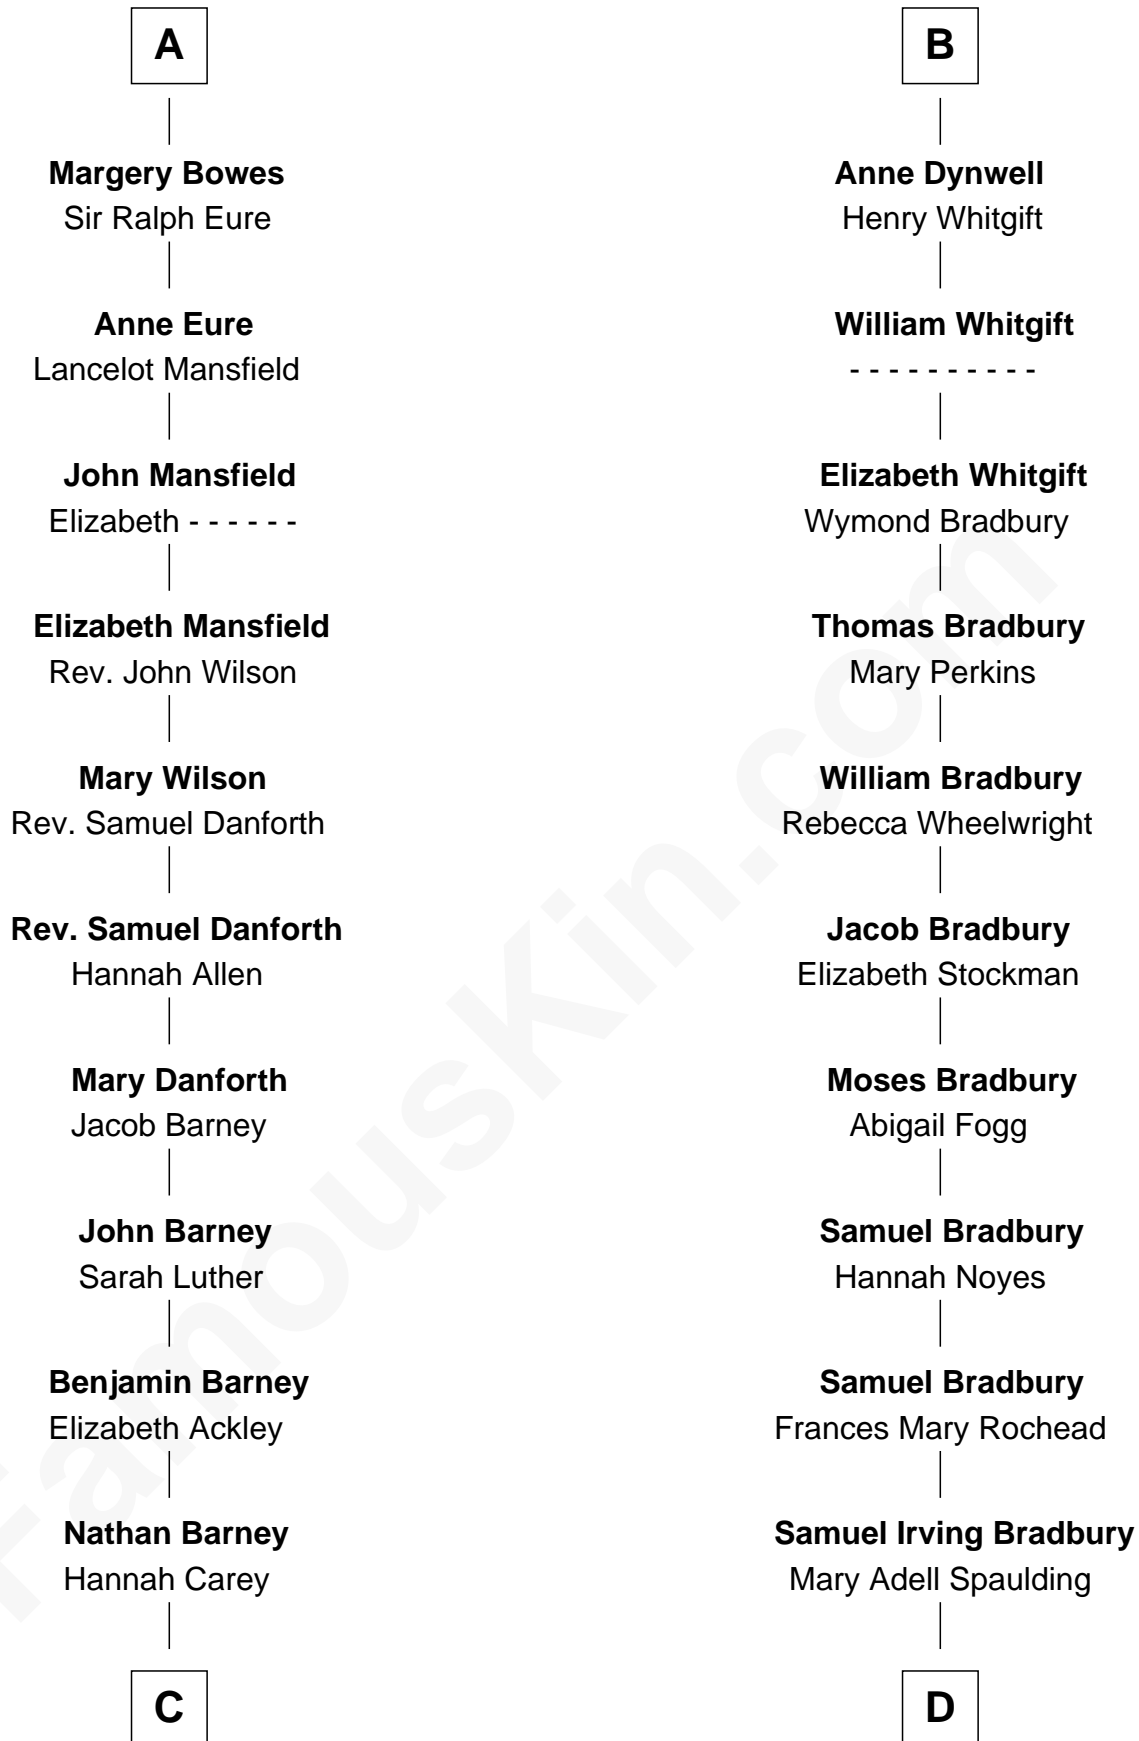 A
Margery Bowes
Sir Ralph Eure
Anne Eure
Lancelot Mansfield
John Mansfield
Elizabeth - - - - - -
Elizabeth Mansfield
Rev. John Wilson
Mary Wilson
Rev. Samuel Danforth
Rev. Samuel Danforth
Hannah Allen
Mary Danforth
Jacob Barney
John Barney
Sarah Luther
Benjamin Barney
Elizabeth Ackley
Nathan Barney
Hannah Carey
C
B
Anne Dynwell
Henry Whitgift
William Whitgift
- - - - - - - - - -
Elizabeth Whitgift
Wymond Bradbury
Thomas Bradbury
Mary Perkins
William Bradbury
Rebecca Wheelwright
Jacob Bradbury
Elizabeth Stockman
Moses Bradbury
Abigail Fogg
Samuel Bradbury
Hannah Noyes
Samuel Bradbury
Frances Mary Rochead
Samuel Irving Bradbury
Mary Adell Spaulding
D
FamousKin.com